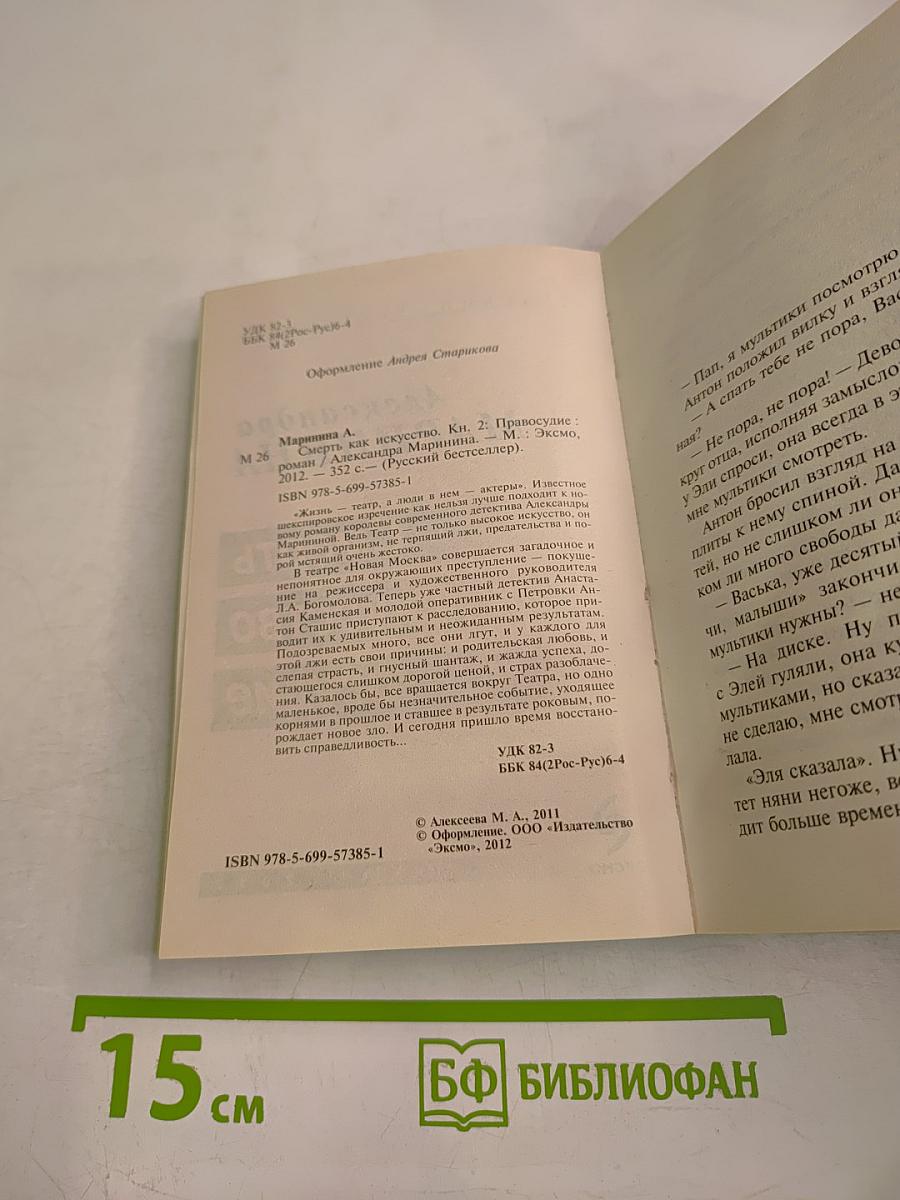 УДК 82-3
ББК 84(2Рос-Рус)6-4
М 26
Оформление Андрея Старикова
Маринина А.
М 26 Смерть как искусство. Кн. 2: Правосудие :
роман / Александра Маринина. — М. : Эксмо,
2012. — 352 с.— (Русский бестселлер).
ISBN 978-5-699-57385-1
«Жизнь — театр, а люди в нем — актеры». Известное
шекспировское изречение как нельзя лучше подходит к но-
вому роману королевы современного детектива Александры
Марининой. Ведь Театр — не только высокое искусство, он
как живой организм, не терпящий лжи, предательства и по-
рой мстящий очень жестоко.
В театре «Новая Москва» совершается загадочное и
непонятное для окружающих преступление — покуше-
ние на режиссера и художественного руководителя
Л.А. Богомолова. Теперь уже частный детектив Анаста-
сия Каменская и молодой оперативник с Петровки Ан-
тон Сташис приступают к расследованию, которое при-
водит их к удивительным и неожиданным результатам.
Подозреваемых много, все они лгут, и у каждого для
этой лжи есть свои причины: и родительская любовь, и
слепая страсть, и гнусный шантаж, и жажда успеха, до-
стающегося слишком дорогой ценой, и страх разоблаче-
ния. Казалось бы, все вращается вокруг Театра, но одно
маленькое, вроде бы незначительное событие, уходящее
корнями в прошлое и ставшее в результате роковым, по-
рождает новое зло. И сегодня пришло время восстано-
вить справедливость...
УДК 82-3
ББК 84(2Рос-Рус)6-4
© Алексеева М. А., 2011
© Оформление. ООО «Издательство
«Эксмо», 2012
ISBN 978-5-699-57385-1
— Пап, я мультики посмотрю
Антон положил вилку и взгля
— А спать тебе не пора, Вас
ная?
— Не пора, не пора! — Дево
круг отца, исполняя замысло
у Эли спроси, она всегда в э
мне мультики смотреть.
Антон бросил взгляд на
плиты к нему спиной. Да
тей, но не слишком ли он
ком ли много свободы да
— Васька, уже десятый
чи, малыши» закончи
мультики нужны? — не
— На диске. Ну п
с Элей гуляли, она ку
мультиками, но сказа
не сделаю, мне смотр
лала.
«Эля сказала». Н
тет няни негоже, в
дит больше времен
15 см
БФ БИБЛИОФАН